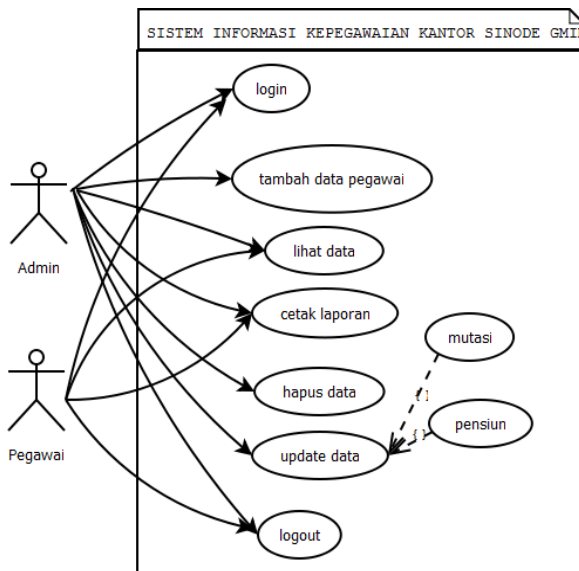 SISTEM INFORMASI KEPEGAWAIAN KANTOR SINODE GMI
login
tambah data pegawai
Admin
lihat data
cetak laporan
mutasi
Pegawai
hapus data
{ }
pensiun
{ }
update data
logout